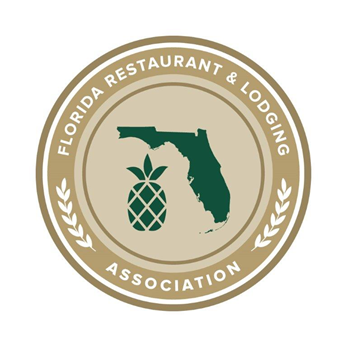 FLORIDA RESTAURANT & LODGING
ASSOCIATION